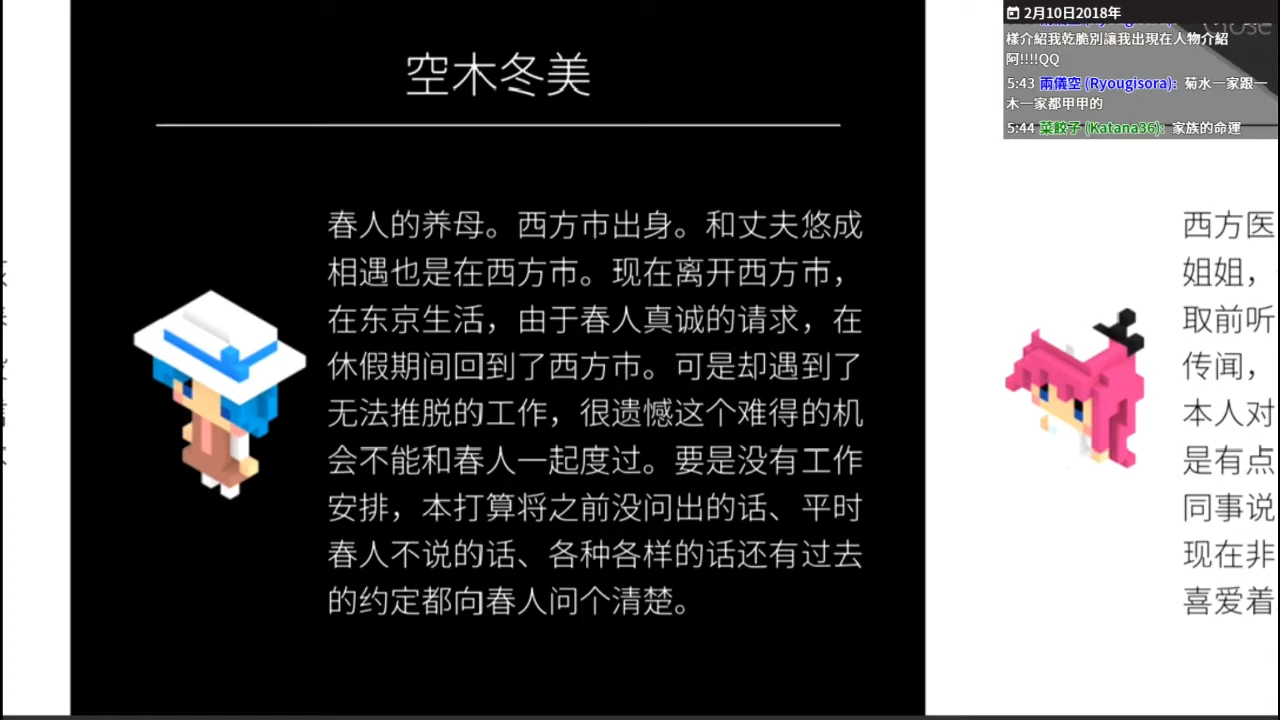 空木冬美
春人的养母。西方市出身。和丈夫悠成
相遇也是在西方市。现在离开西方市，
在东京生活，由于春人真诚的请求，在
休假期间回到了西方市。可是却遇到了
无法推脱的工作，很遗憾这个难得的机
会不能和春人一起度过。要是没有工作
安排，本打算将之前没问出的话、平时
春人不说的话、各种各样的话还有过去
的约定都向春人问个清楚。
2月10日2018年
樣介紹我乾脆別讓我出現在人物介紹
阿!!!!QQ
5:43 兩儀空 (Ryougisora): 菊水一家跟一
木一家都甲甲的
5:44 菜餃子 (Katana36): 家族的命運
西方医
姐姐，
取前听
传闻，
本人对
是有点
同事说
现在非
喜爱着